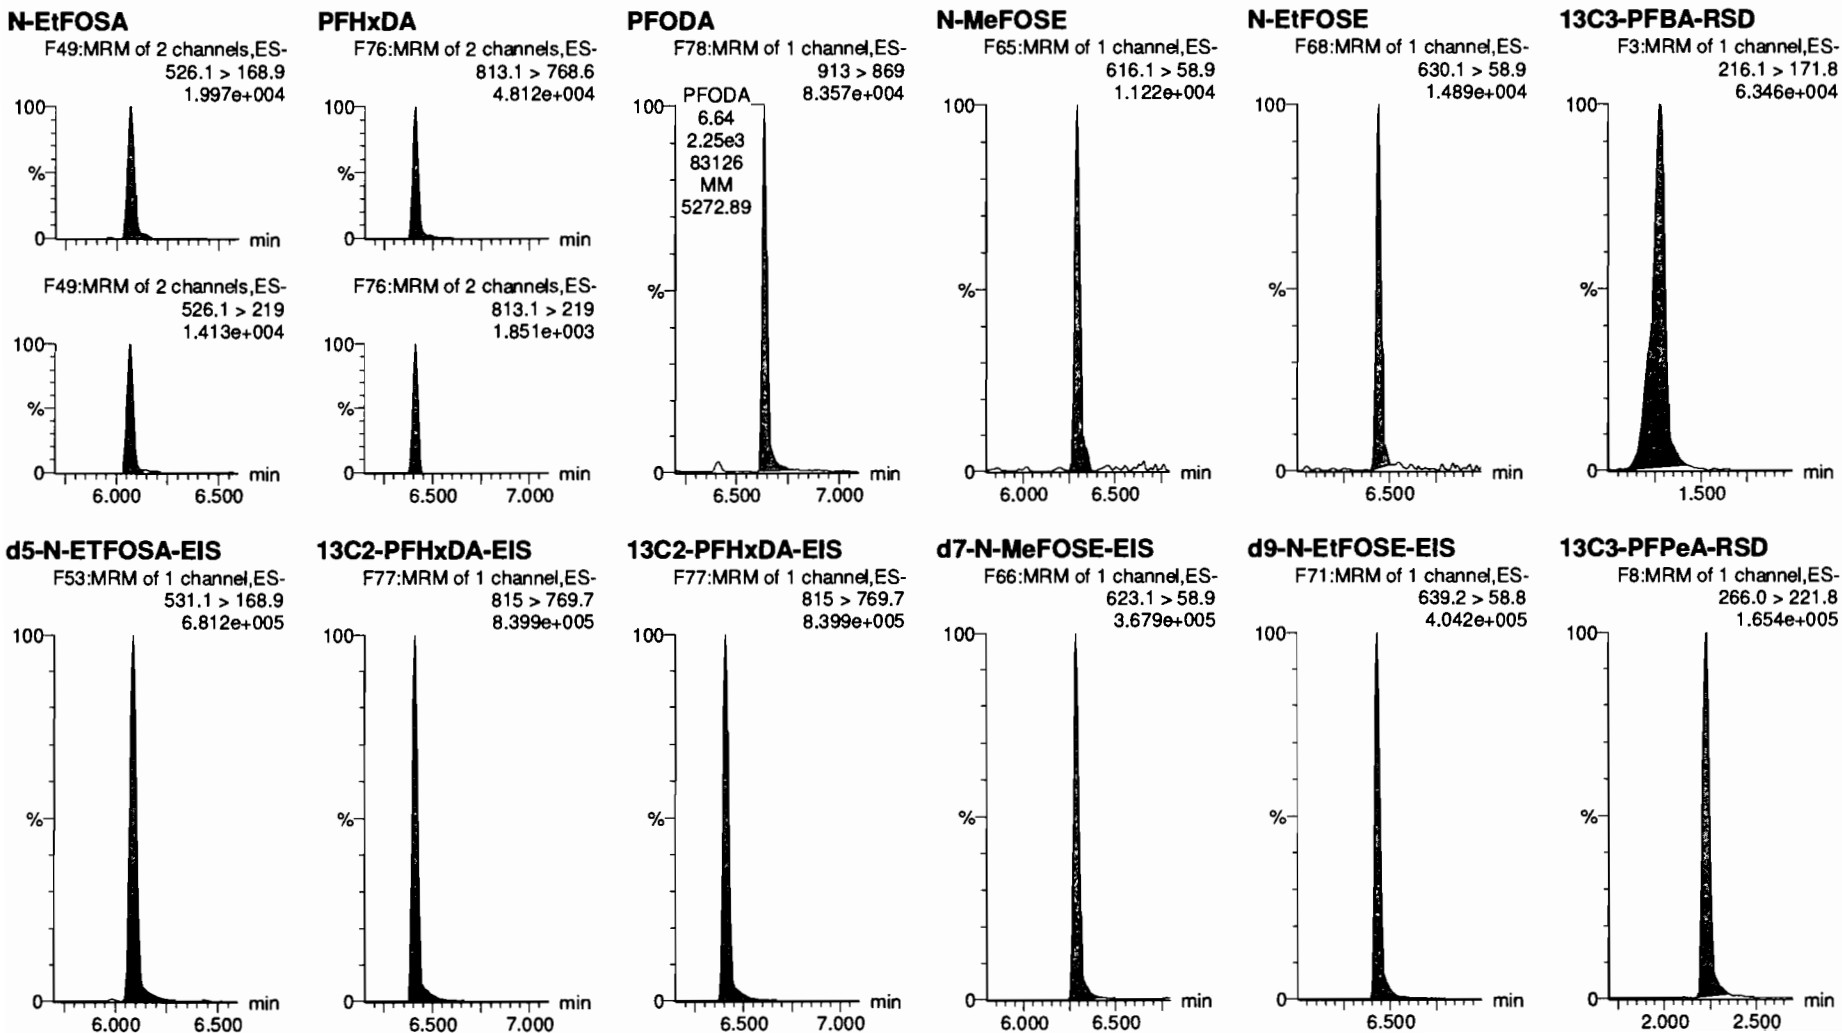 N-EtFOSA
F49:MRM of 2 channels,ES-
526.1 > 168.9
1.997e+004
100
%
0
min
F49:MRM of 2 channels,ES-
526.1 > 219
1.413e+004
100
%
0
min
6.000 6.500
PFHxDA
F76:MRM of 2 channels,ES-
813.1 > 768.6
4.812e+004
100
%
0
min
F76:MRM of 2 channels,ES-
813.1 > 219
1.851e+003
100
%
0
min
6.500 7.000
PFODA
F78:MRM of 1 channel,ES-
913 > 869
8.357e+004
100
PFODA
6.64
2.25e3
83126
MM
5272.89
%
0
min
6.500 7.000
N-MeFOSE
F65:MRM of 1 channel,ES-
616.1 > 58.9
1.122e+004
100
%
0
min
6.000 6.500
N-EtFOSE
F68:MRM of 1 channel,ES-
630.1 > 58.9
1.489e+004
100
%
0
min
6.500
13C3-PFBA-RSD
F3:MRM of 1 channel,ES-
216.1 > 171.8
6.346e+004
100
%
0
min
1.500
d5-N-ETFOSA-EIS
F53:MRM of 1 channel,ES-
531.1 > 168.9
6.812e+005
100
%
0
min
6.000 6.500
13C2-PFHxDA-EIS
F77:MRM of 1 channel,ES-
815 > 769.7
8.399e+005
100
%
0
min
6.500 7.000
13C2-PFHxDA-EIS
F77:MRM of 1 channel,ES-
815 > 769.7
8.399e+005
100
%
0
min
6.500 7.000
d7-N-MeFOSE-EIS
F66:MRM of 1 channel,ES-
623.1 > 58.9
3.679e+005
100
%
0
min
6.000 6.500
d9-N-EtFOSE-EIS
F71:MRM of 1 channel,ES-
639.2 > 58.8
4.042e+005
100
%
0
min
6.500
13C3-PFPeA-RSD
F8:MRM of 1 channel,ES-
266.0 > 221.8
1.654e+005
100
%
0
min
2.000 2.500